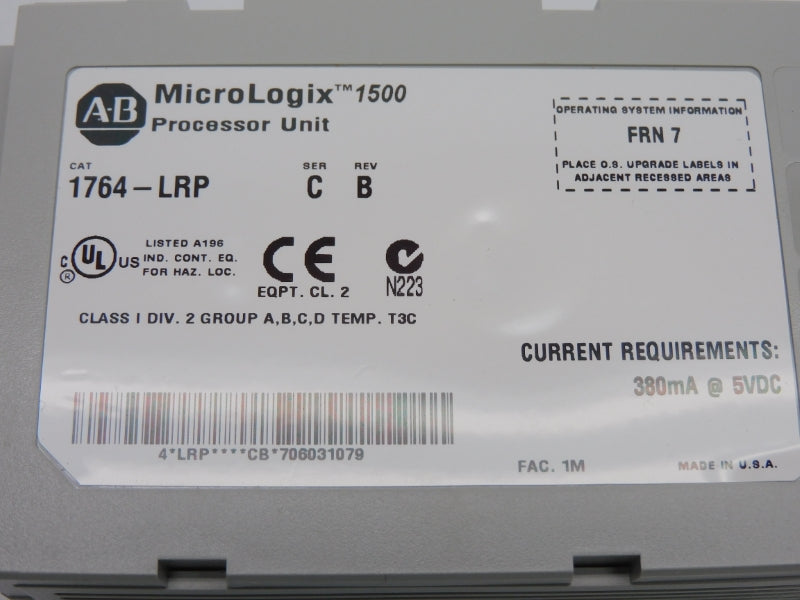 A-B MicroLogix™1500
Processor Unit
CAT SER REV
1764-LRP C B
OPERATING SYSTEM INFORMATION
FRN 7
PLACE O.S. UPGRADE LABELS IN
ADJACENT RECESSED AREAS
C UL US ®
LISTED A196
IND. CONT. EQ.
FOR HAZ. LOC.
CE
EQPT. CL. 2
N223
CLASS I DIV. 2 GROUP A,B,C,D TEMP. T3C
CURRENT REQUIREMENTS:
380mA @ 5VDC
4*LRP****CB*706031079
FAC. 1M
MADE IN U.S.A.